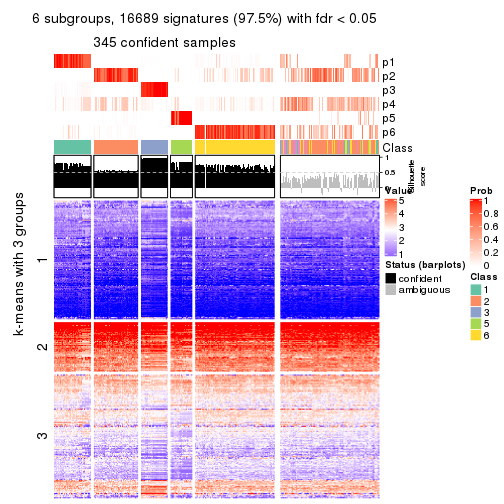 6 subgroups, 16689 signatures (97.5%) with fdr < 0.05
345 confident samples
p1
p2
p3
p4
p5
p6
Class
1
0.5
0
Silhouette
score
k-means with 3 groups
1
2
3
Value
5
4
3
2
1
Status (barplots)
confident
ambiguous
Prob
1
0.8
0.6
0.4
0.2
0
Class
1
2
3
5
6